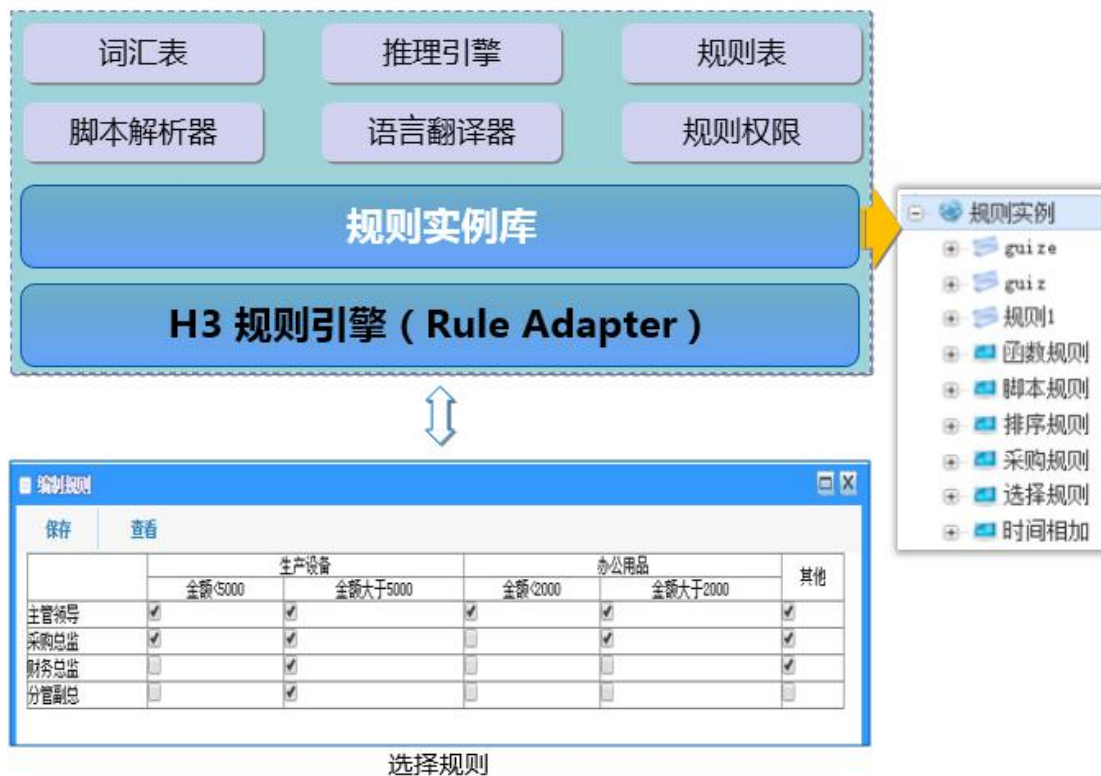 词汇表 推理引擎 规则表
脚本解析器 语言翻译器 规则权限
规则实例库
H3 规则引擎（Rule Adapter）
规则实例
guize
guiz
规则1
函数规则
脚本规则
排序规则
采购规则
选择规则
时间相加
编制规则
保存 查看
生产设备 办公用品 其他
金额<5000 金额大于5000 金额<2000 金额大于2000
主管领导
采购总监
财务总监
分管副总
选择规则